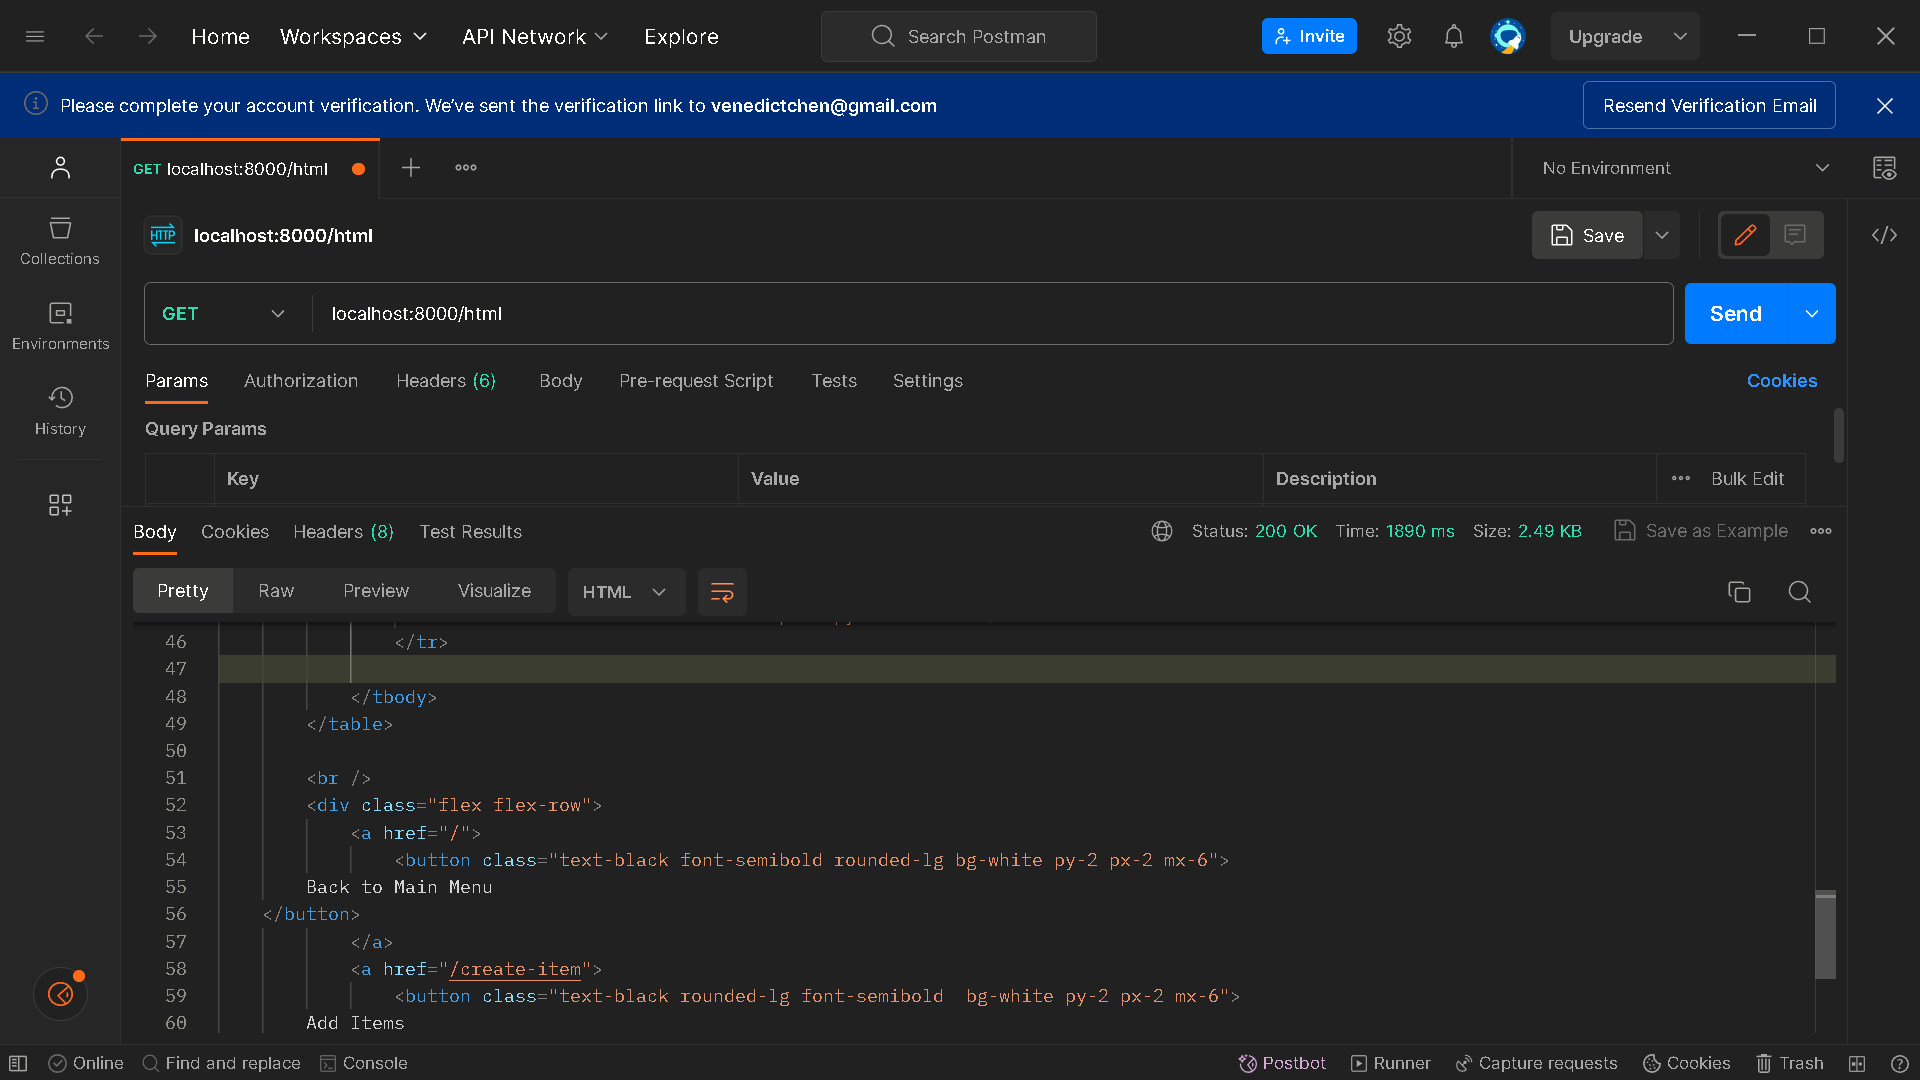 Home Workspaces API Network Explore Search Postman Invite Upgrade
Please complete your account verification. We’ve sent the verification link to venedictchen@gmail.com Resend Verification Email
GET localhost:8000/html No Environment
HTTP localhost:8000/html Save
Collections
GET localhost:8000/html Send
Environments
Params Authorization Headers (6) Body Pre-request Script Tests Settings Cookies
History
Query Params
Key Value Description Bulk Edit
Body Cookies Headers (8) Test Results Status: 200 OK Time: 1890 ms Size: 2.49 KB Save as Example
Pretty Raw Preview Visualize HTML
46 </tr>
47
48 </tbody>
49 </table>
50
51 <br />
52 <div class="flex flex-row">
53 <a href="/">
54 <button class="text-black font-semibold rounded-lg bg-white py-2 px-2 mx-6">
55 Back to Main Menu
56 </button>
57 </a>
58 <a href="/create-item">
59 <button class="text-black rounded-lg font-semibold  bg-white py-2 px-2 mx-6">
60 Add Items
Online Find and replace Console Postbot Runner Capture requests Cookies Trash